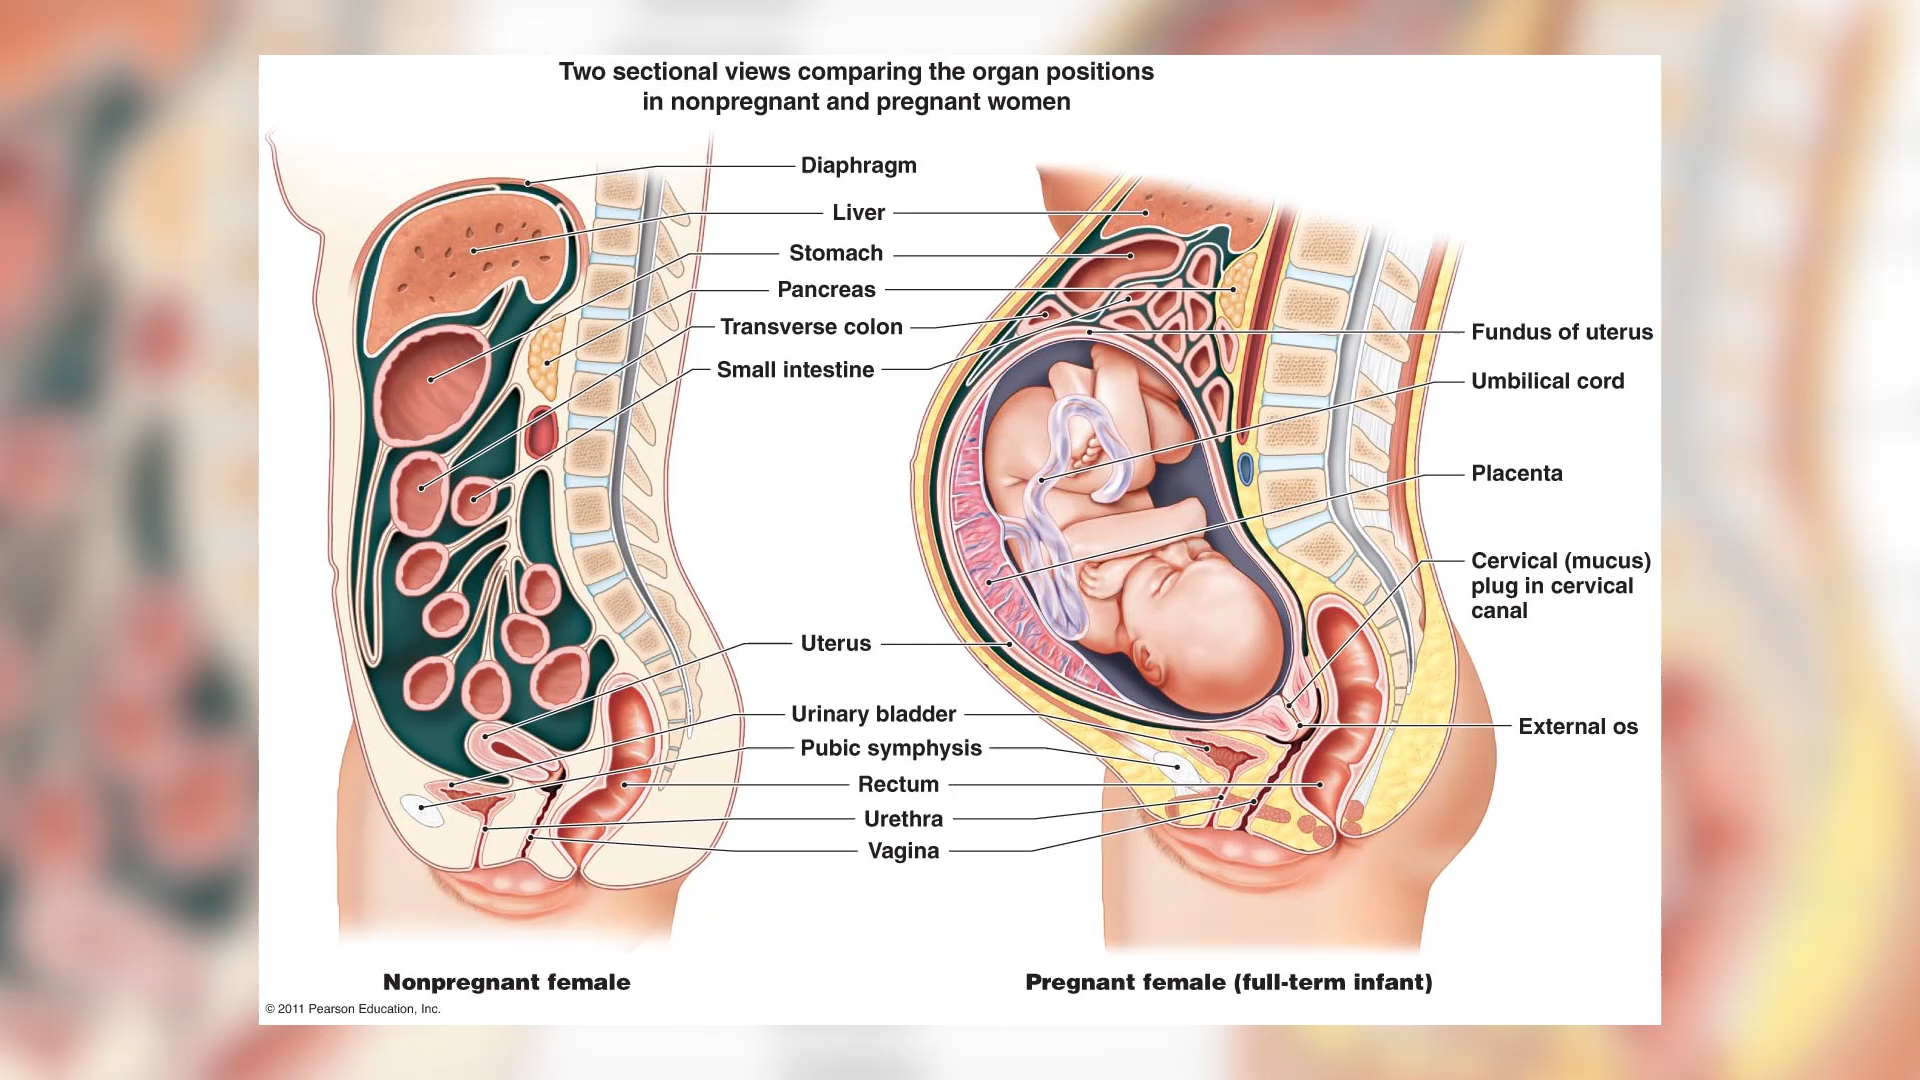 Two sectional views comparing the organ positions
in nonpregnant and pregnant women
Diaphragm
Liver
Stomach
Pancreas
Transverse colon
Small intestine
Uterus
Urinary bladder
Pubic symphysis
Rectum
Urethra
Vagina
Fundus of uterus
Umbilical cord
Placenta
Cervical (mucus)
plug in cervical
canal
External os
Nonpregnant female
Pregnant female (full-term infant)
© 2011 Pearson Education, Inc.